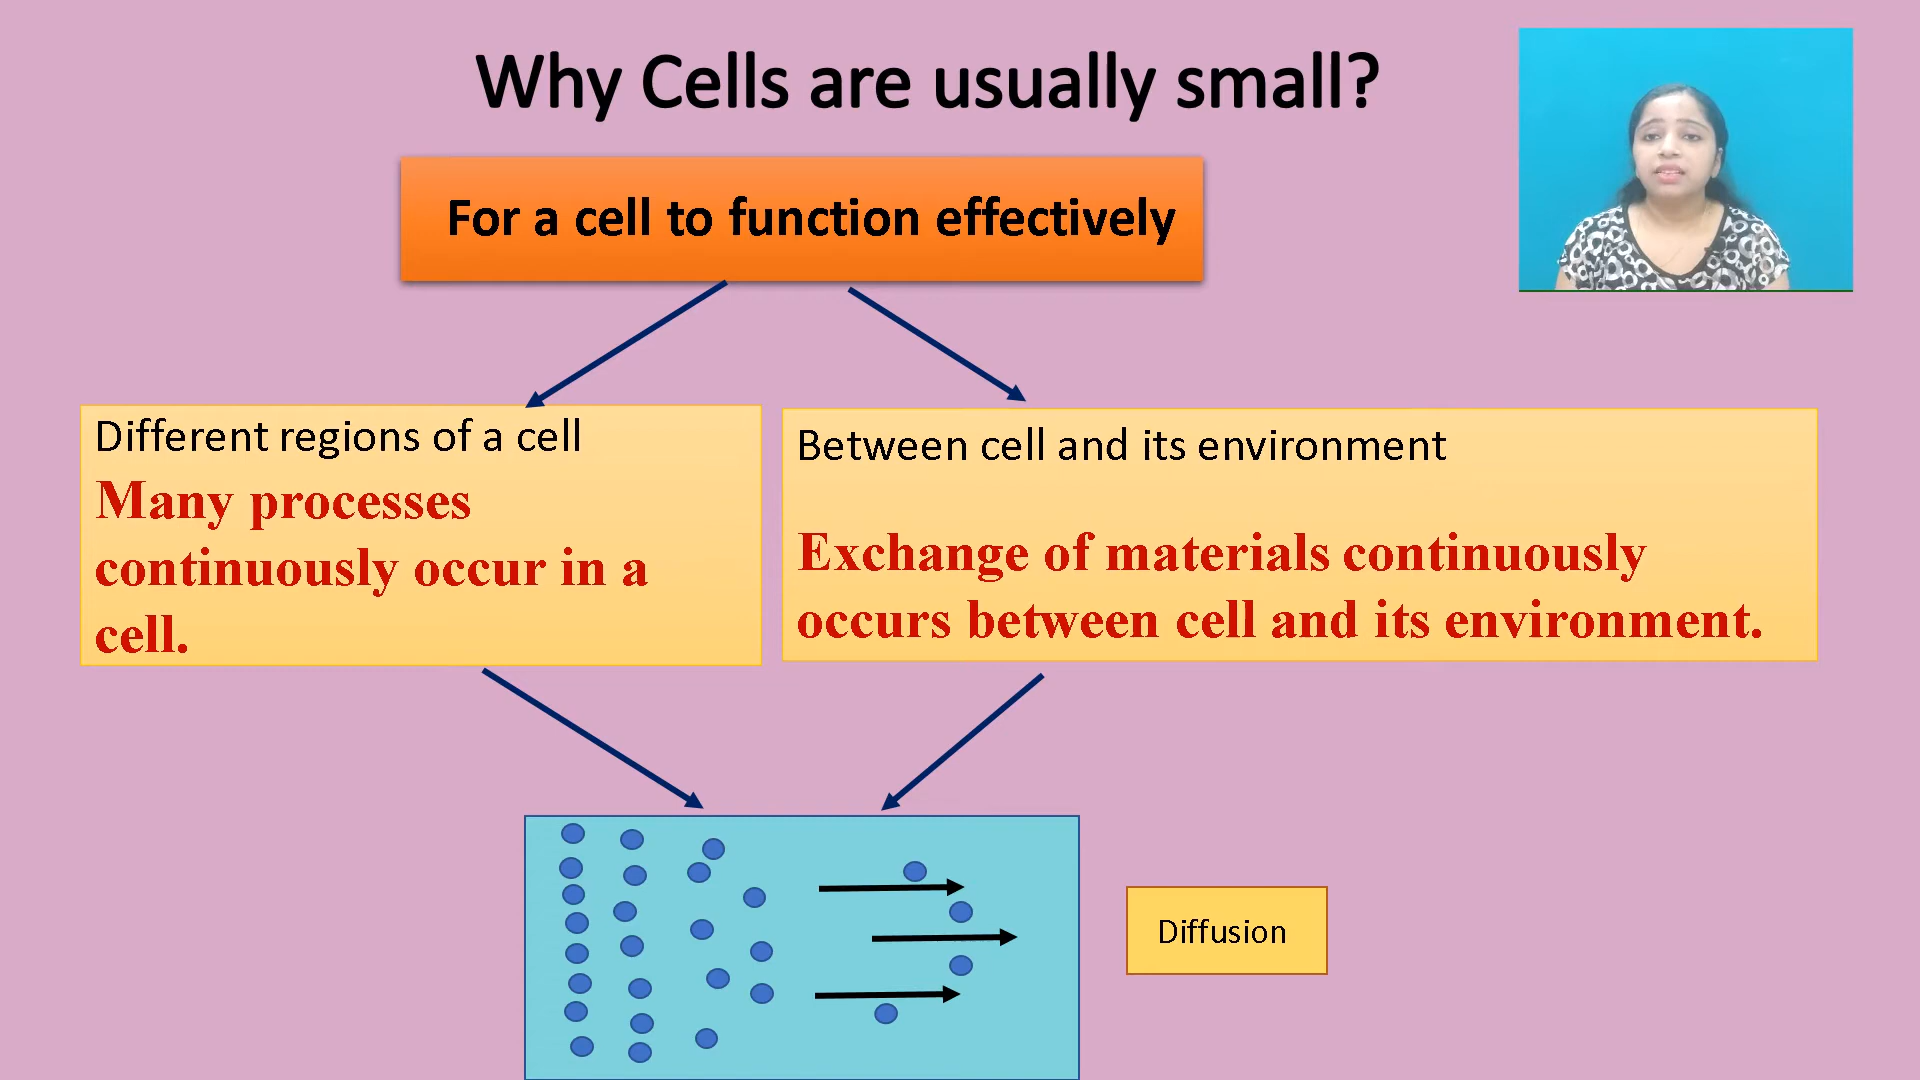 Why Cells are usually small?
For a cell to function effectively
Different regions of a cell
Many processes
continuously occur in a
cell.
Between cell and its environment
Exchange of materials continuously
occurs between cell and its environment.
Diffusion